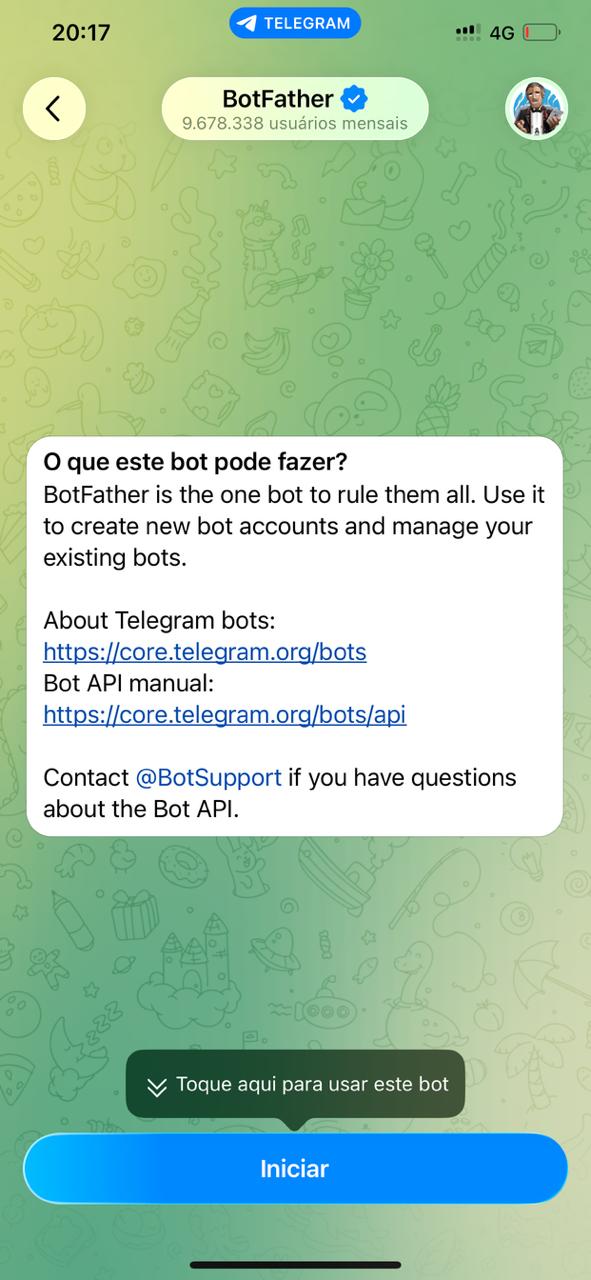 20:17
TELEGRAM
4G
BotFather
9.678.338 usuários mensais
O que este bot pode fazer?
BotFather is the one bot to rule them all. Use it
to create new bot accounts and manage your
existing bots.
About Telegram bots:
https://core.telegram.org/bots
Bot API manual:
https://core.telegram.org/bots/api
Contact @BotSupport if you have questions
about the Bot API.
Toque aqui para usar este bot
Iniciar